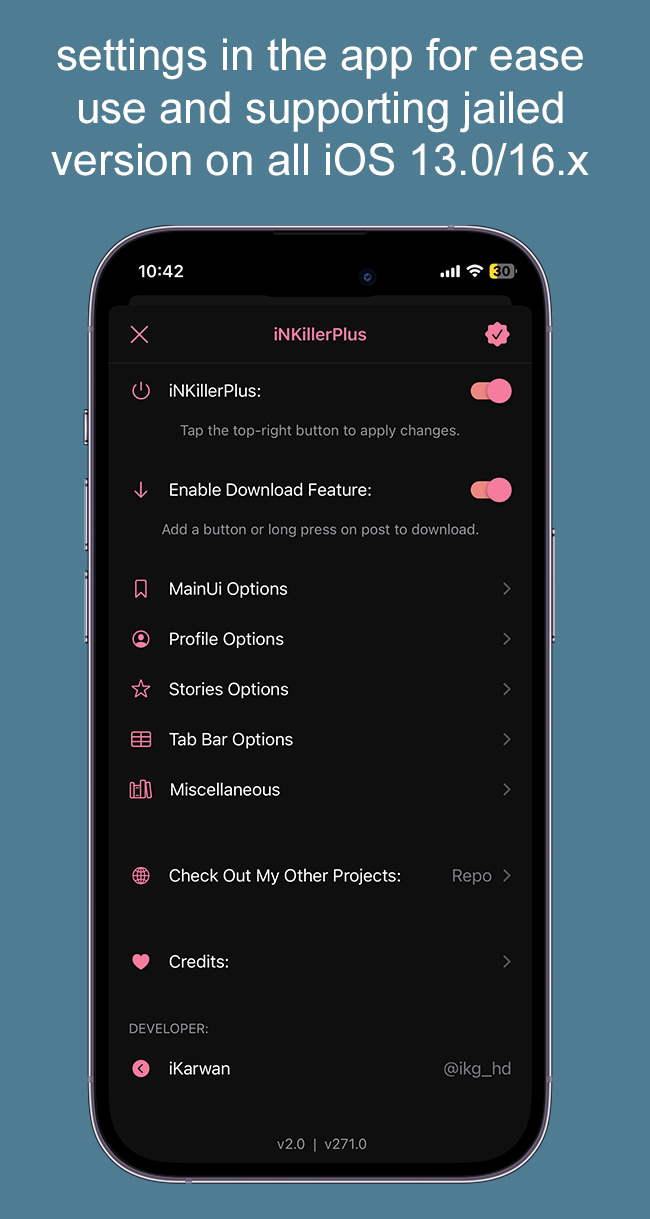 settings in the app for ease
use and supporting jailed
version on all iOS 13.0/16.x
10:42
30
iNKillerPlus
iNKillerPlus:
Tap the top-right button to apply changes.
Enable Download Feature:
Add a button or long press on post to download.
MainUi Options
Profile Options
Stories Options
Tab Bar Options
Miscellaneous
Check Out My Other Projects: Repo
Credits:
DEVELOPER:
iKarwan @ikg_hd
v2.0 | v271.0